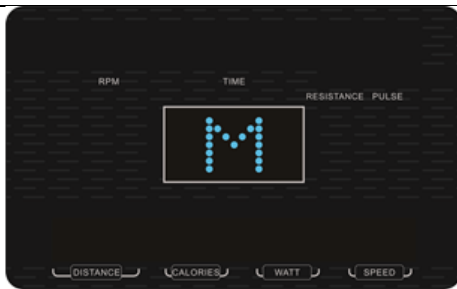 RPM TIME
RESISTANCE PULSE
M
DISTANCE CALORIES WATT SPEED